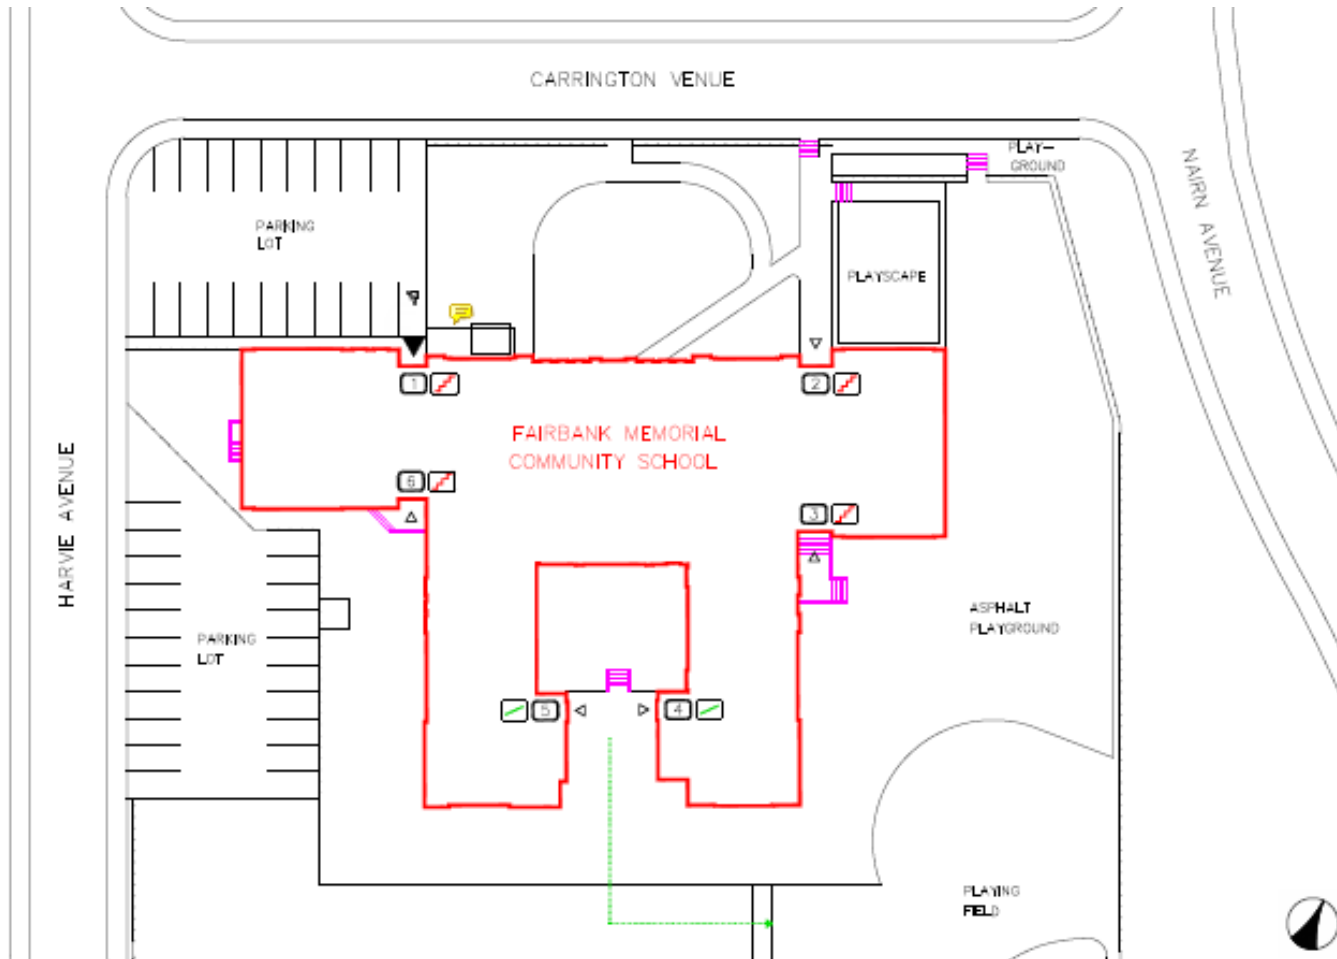 CARRINGTON VENUE
PLAY-
GROUND
NAIRN AVENUE
PARKING
LOT
PLAYSCAPE
1
2
FAIRBANK MEMORIAL
COMMUNITY SCHOOL
HARVIE AVENUE
6
3
ASPHALT
PLAYGROUND
PARKING
LOT
5
4
PLAYING
FIELD